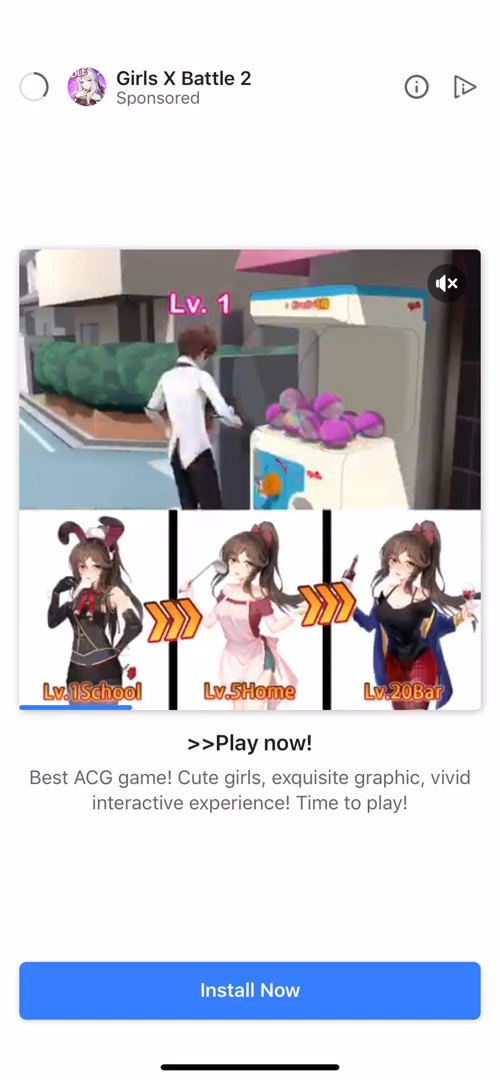 Girls X Battle 2
Sponsored
Lv. 1
Lv.1School
Lv.5Home
Lv.20Bar
>>Play now!
Best ACG game! Cute girls, exquisite graphic, vivid
interactive experience! Time to play!
Install Now